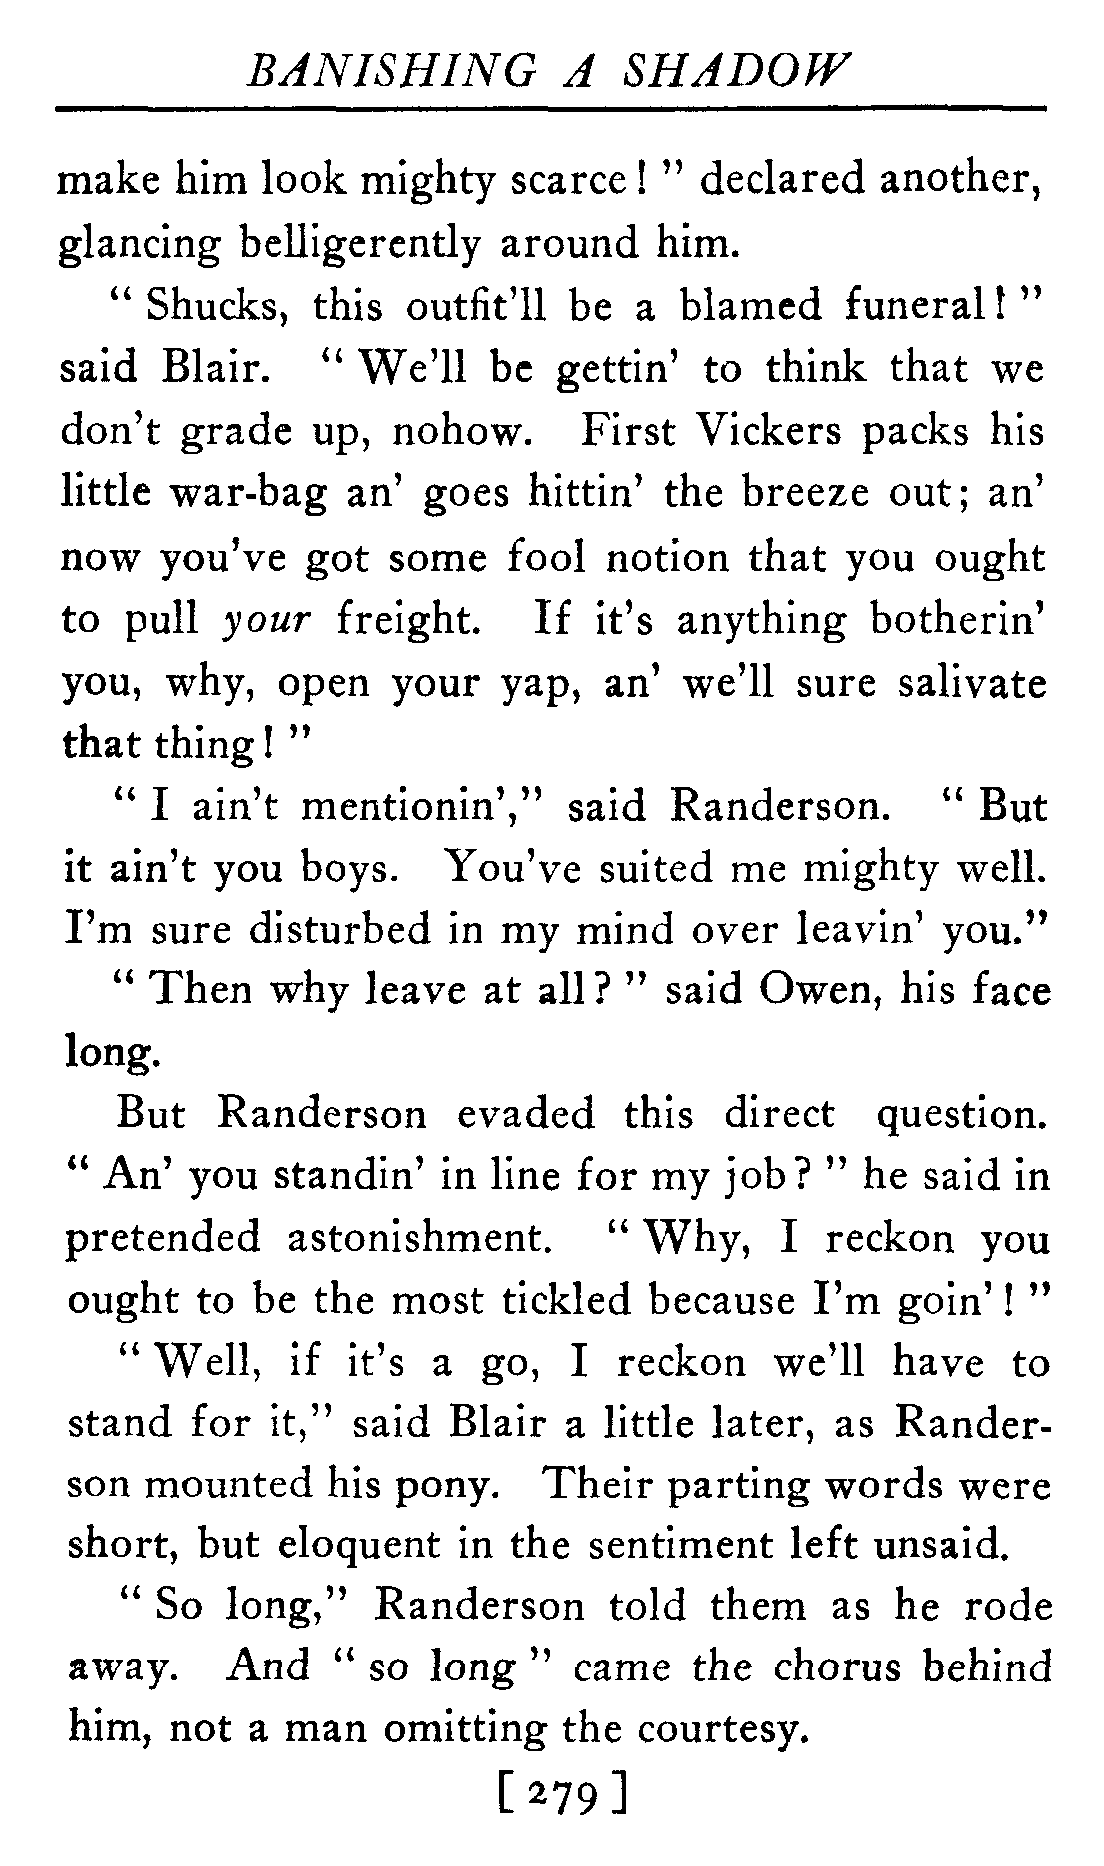 BANISHING A SHADOW
make him look mighty scarce! " declared another,
glancing belligerently around him.
" Shucks, this outfit'll be a blamed funeral! "
said Blair. " We'll be gettin' to think that we
don't grade up, nohow. First Vickers packs his
little war-bag an' goes hittin' the breeze out; an'
now you've got some fool notion that you ought
to pull your freight. If it's anything botherin'
you, why, open your yap, an' we'll sure salivate
that thing! "
" I ain't mentionin'," said Randerson. " But
it ain't you boys. You've suited me mighty well.
I'm sure disturbed in my mind over leavin' you."
" Then why leave at all? " said Owen, his face
long.
But Randerson evaded this direct question.
" An' you standin' in line for my job? " he said in
pretended astonishment. " Why, I reckon you
ought to be the most tickled because I'm goin'! "
" Well, if it's a go, I reckon we'll have to
stand for it," said Blair a little later, as Rander-
son mounted his pony. Their parting words were
short, but eloquent in the sentiment left unsaid.
" So long," Randerson told them as he rode
away. And " so long " came the chorus behind
him, not a man omitting the courtesy.
[ 279 ]